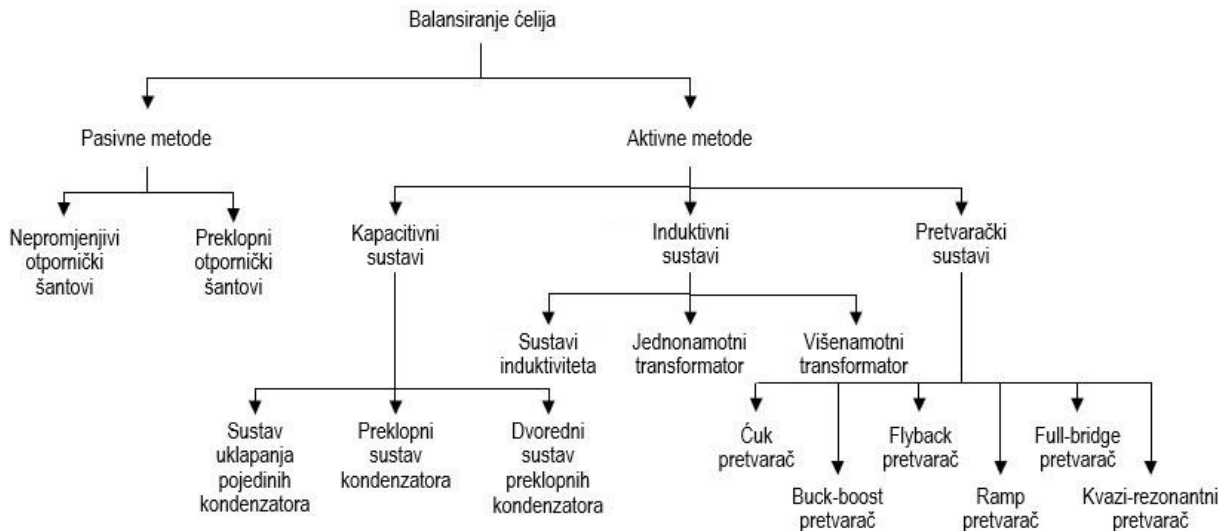 Balansiranje ćelija
Pasivne metode
Aktivne metode
Nepromjenjivi
otpornički
šantovi
Preklopni
otpornički
šantovi
Kapacitivni
sustavi
Induktivni
sustavi
Pretvarački
sustavi
Sustavi
induktiviteta
Jednonamotni
transformator
Višenamotni
transformator
Sustav
uklapanja
pojedinih
kondenzatora
Preklopni
sustav
kondenzatora
Dvoredni
sustav
preklopnih
kondenzatora
Ćuk
pretvarač
Buck-boost
pretvarač
Flyback
pretvarač
Ramp
pretvarač
Full-bridge
pretvarač
Kvazi-rezonantni
pretvarač